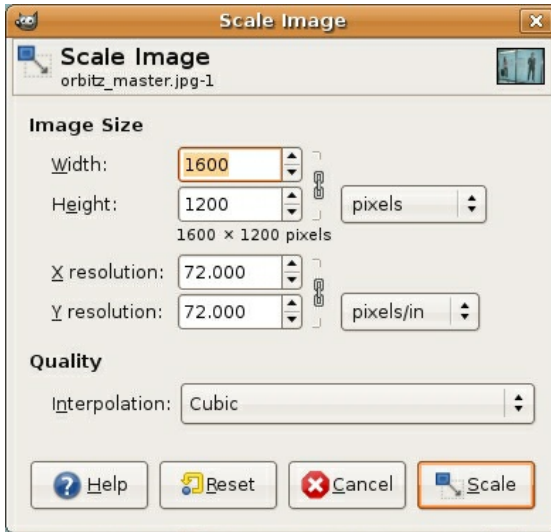 Scale Image
Scale Image
orbitz_master.jpg-1
Image Size
Width: 1600
Height: 1200 pixels
1600 × 1200 pixels
X resolution: 72.000
Y resolution: 72.000 pixels/in
Quality
Interpolation: Cubic
Help Reset Cancel Scale